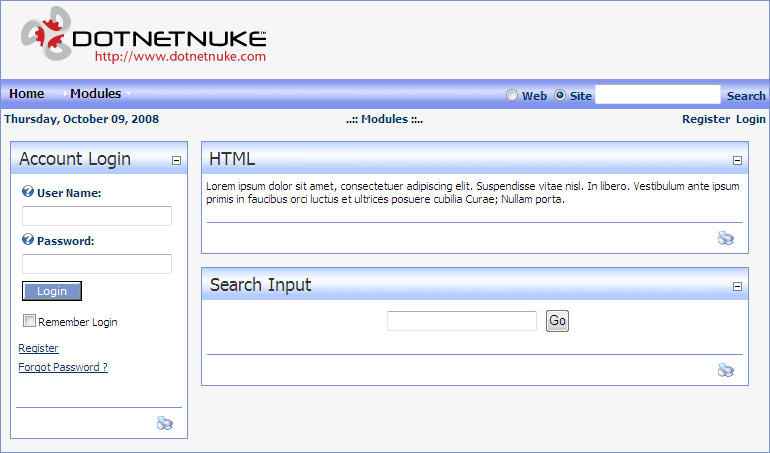 DOTNETNUKE™
http://www.dotnetnuke.com
Home Modules Web Site Search
Thursday, October 09, 2008 ..:: Modules ::.. Register Login
Account Login
? User Name:
? Password:
Login
Remember Login
Register
Forgot Password ?
HTML
Lorem ipsum dolor sit amet, consectetuer adipiscing elit. Suspendisse vitae nisl. In libero. Vestibulum ante ipsum
primis in faucibus orci luctus et ultrices posuere cubilia Curae; Nullam porta.
Search Input
Go